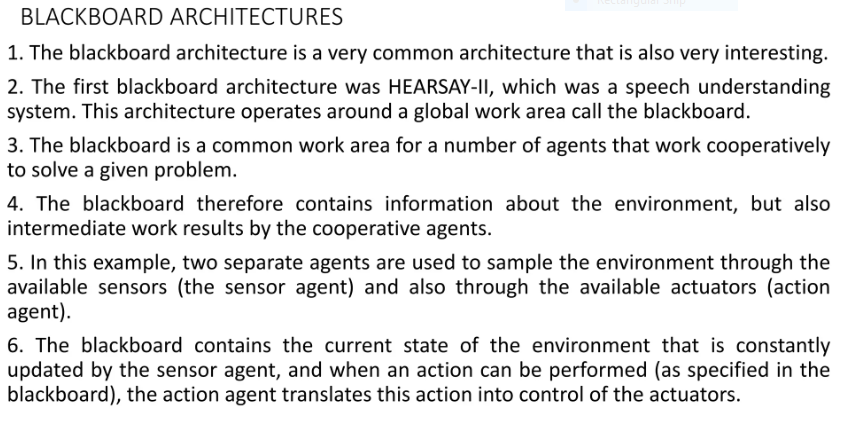 BLACKBOARD ARCHITECTURES
1. The blackboard architecture is a very common architecture that is also very interesting.
2. The first blackboard architecture was HEARSAY-II, which was a speech understanding
system. This architecture operates around a global work area call the blackboard.
3. The blackboard is a common work area for a number of agents that work cooperatively
to solve a given problem.
4. The blackboard therefore contains information about the environment, but also
intermediate work results by the cooperative agents.
5. In this example, two separate agents are used to sample the environment through the
available sensors (the sensor agent) and also through the available actuators (action
agent).
6. The blackboard contains the current state of the environment that is constantly
updated by the sensor agent, and when an action can be performed (as specified in the
blackboard), the action agent translates this action into control of the actuators.